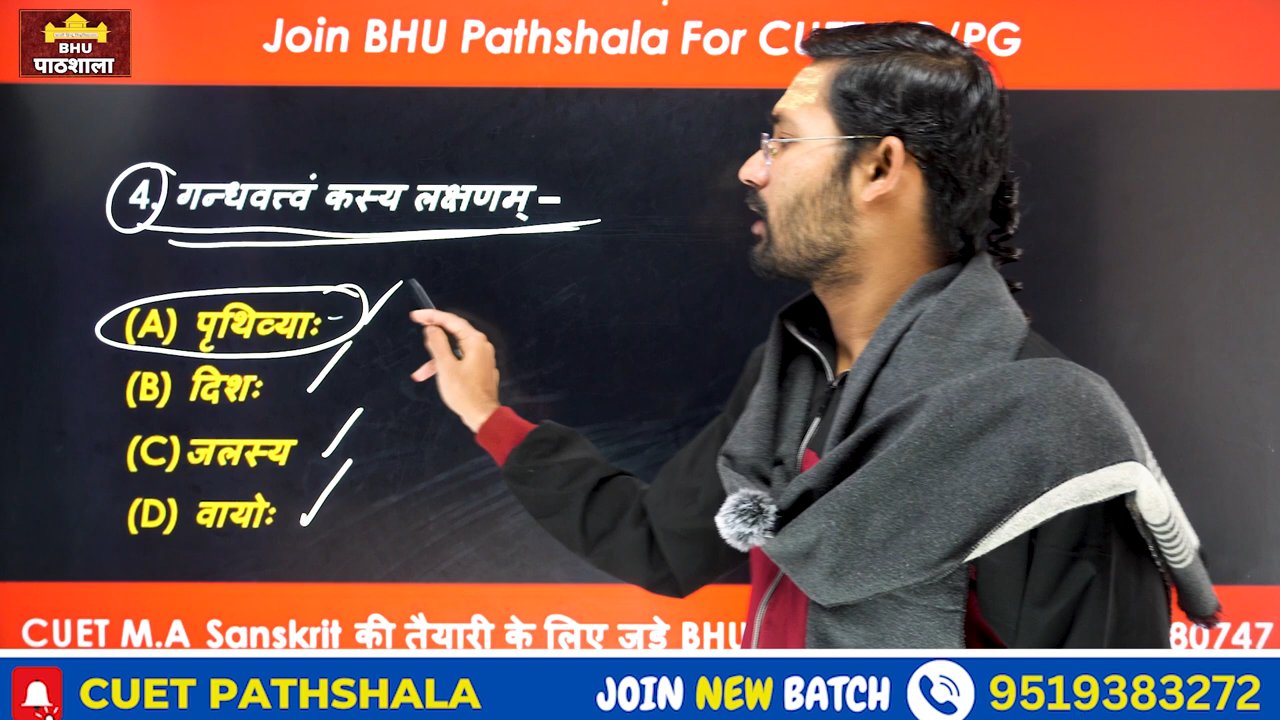 BHU
पाठशाला
Join BHU Pathshala For /PG
4. गन्धवत्त्वं कस्य लक्षणम् –
(A) पृथिव्याः
(B) दिशः
(C) जलस्य
(D) वायोः
CUET M.A Sanskrit की तैयारी के लिए जुड़े BHU 80747
CUET PATHSHALA
JOIN NEW BATCH
9519383272